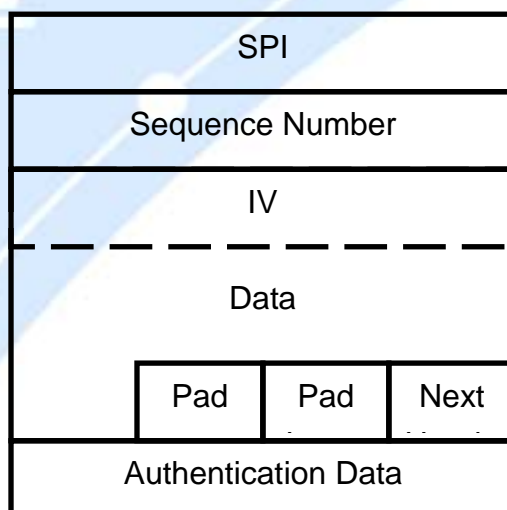 SPI
Sequence Number
IV
Data
Pad Pad Next
Authentication Data